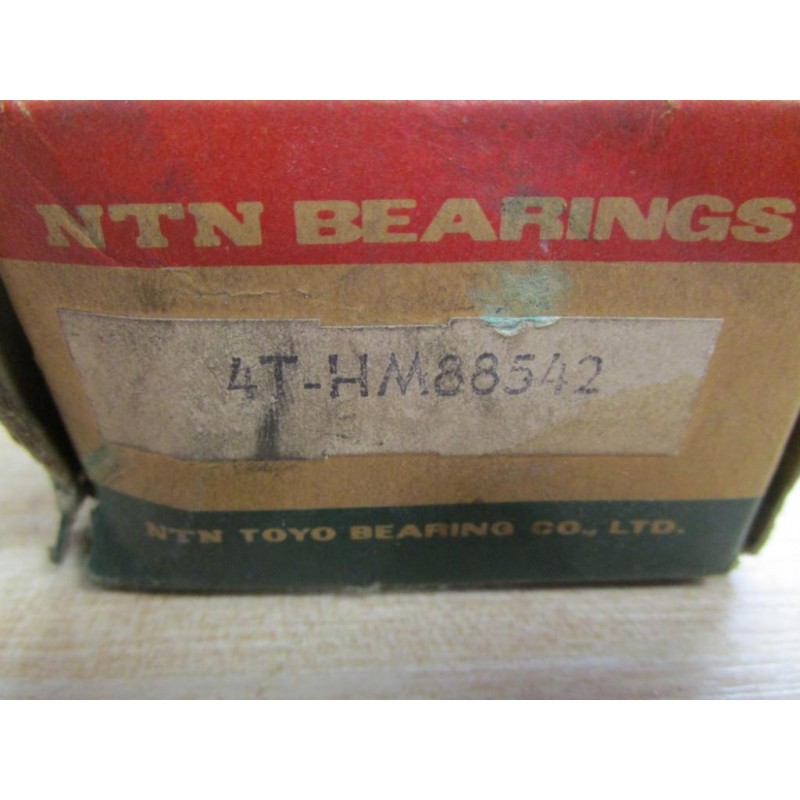 NTN BEARINGS
4T-HM88542
NTN TOYO BEARING CO., LTD.